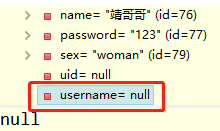 name= "靖哥哥" (id=76)
password= "123" (id=77)
sex= "woman" (id=79)
uid= null
username= null
null